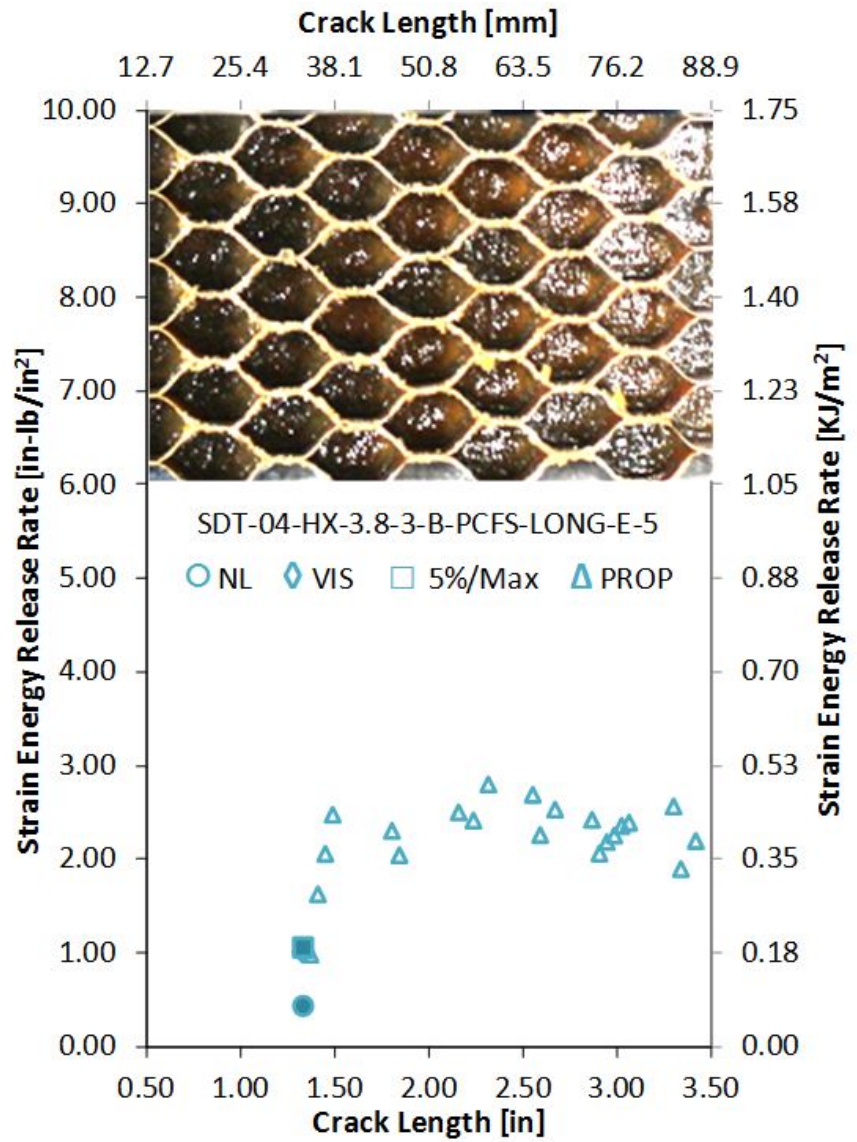 Crack Length [mm]
12.7 25.4 38.1 50.8 63.5 76.2 88.9
Strain Energy Release Rate [in-lb/in²]
10.00
9.00
8.00
7.00
6.00
5.00
4.00
3.00
2.00
1.00
0.00
SDT-04-HX-3.8-3-B-PCFS-LONG-E-5
NL VIS 5%/Max PROP
1.75
1.58
1.40
1.23
1.05
0.88
0.70
0.53
0.35
0.18
0.00
Strain Energy Release Rate [KJ/m²]
0.50 1.00 1.50 2.00 2.50 3.00 3.50
Crack Length [in]